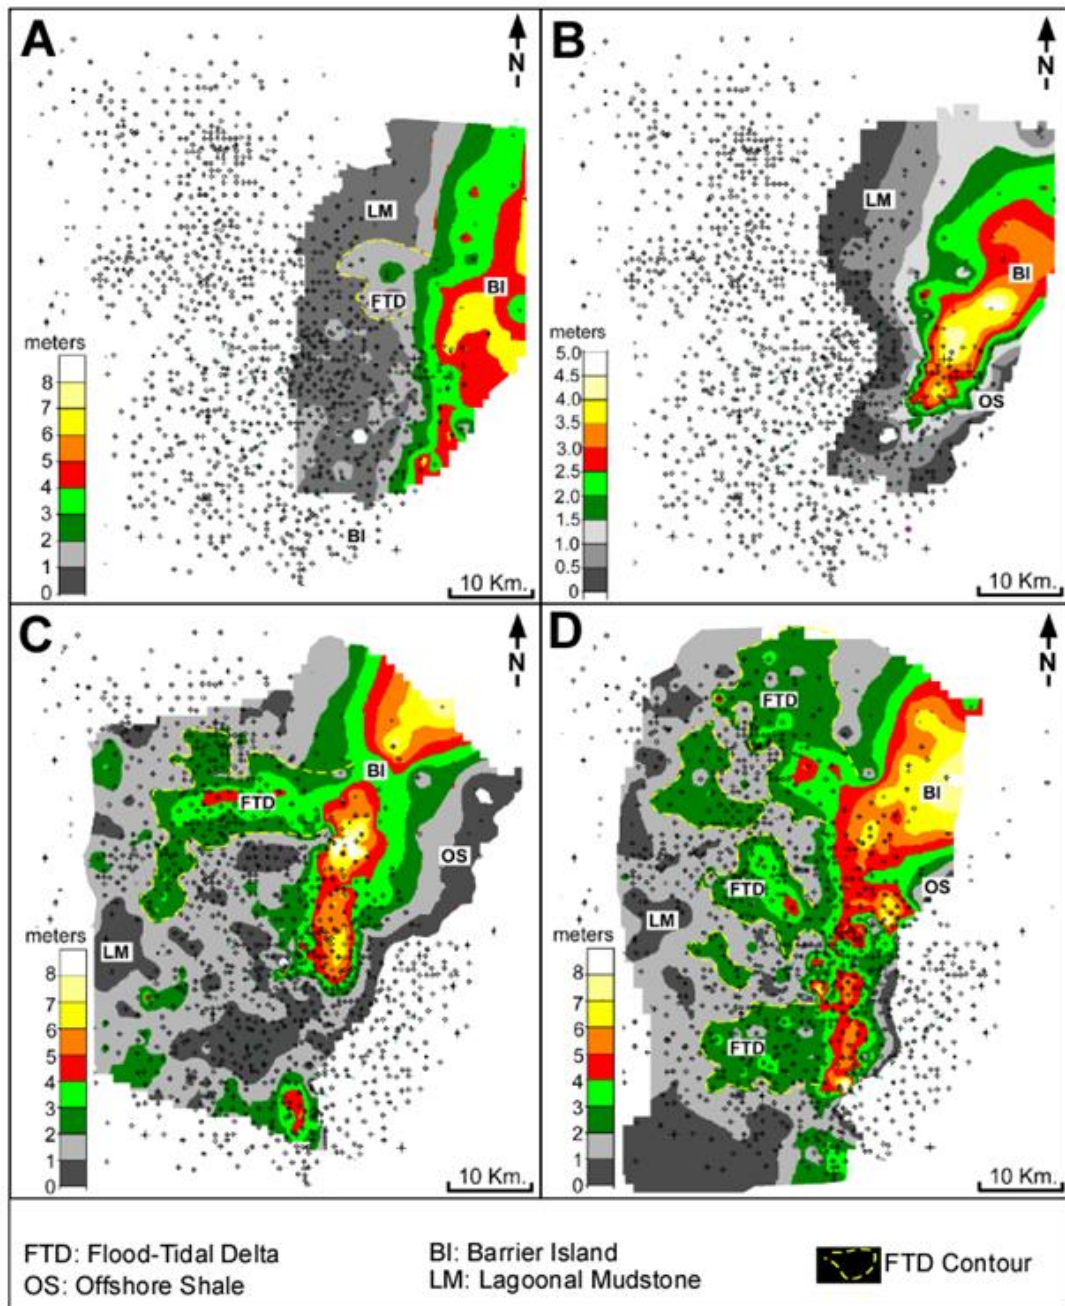 A
N
LM
BI
FTD
meters
8
7
6
5
4
3
2
1
0
BI
10 Km.
B
N
LM
BI
meters
5.0
4.5
4.0
3.5
3.0
2.5
2.0
1.5
1.0
0.5
0
OS
10 Km.
C
N
BI
FTD
OS
LM
meters
8
7
6
5
4
3
2
1
0
10 Km.
D
N
FTD
BI
FTD
OS
LM
meters
8
7
6
5
4
3
2
1
0
FTD
10 Km.
FTD: Flood-Tidal Delta
OS: Offshore Shale
BI: Barrier Island
LM: Lagoonal Mudstone
FTD Contour